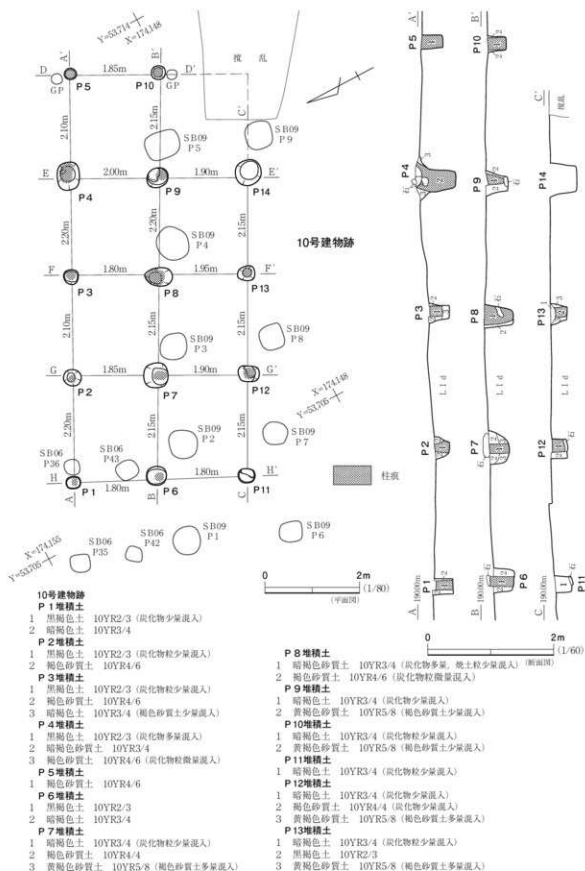 Y=53.714
X=174.148
A'
B'
撹 乱
D
1.85m
D'
GP
P5
P10
GP
C'
2.10m
2.15m
SB09
P5
SB09
P9
E
2.00m
1.90m
E'
P4
P9
P14
2.20m
2.20m
2.15m
SB09
P4
10号建物跡
F
1.80m
1.95m
F'
P3
P8
P13
2.10m
2.15m
2.15m
SB09
P3
SB09
P8
G
1.85m
1.90m
G'
P2
P7
P12
X=174.148
Y=53.705
2.20m
2.15m
2.15m
SB06
P36
SB06
P43
SB09
P2
SB09
P7
H
H'
P1
1.80m
P6
1.80m
P11
A
B
C
柱痕
X=174.155
Y=53.705
SB06
P35
SB06
P42
SB09
P1
SB09
P6
0
2m
(1/80)
(平面図)
A'
P5
P4
P3
P2
P1
190.00m
A
B'
P10
P9
P8
P7
P6
190.00m
B
C'
撹乱
P14
P13
P12
P11
190.00m
C
L1d
L1d
0
2m
(1/60)
(断面図)
10号建物跡
P1堆積土
1 黒褐色土 10YR2/3(炭化物少量混入)
2 暗褐色土 10YR3/4
P2堆積土
1 黒褐色土 10YR2/3(炭化物粒少量混入)
2 褐色砂質土 10YR4/6
P3堆積土
1 黒褐色土 10YR2/3(炭化物粒少量混入)
2 褐色砂質土 10YR4/6
3 暗褐色砂質土 10YR3/4(褐色砂質土少量混入)
P4堆積土
1 黒褐色土 10YR2/3(炭化物多量混入)
2 暗褐色砂質土 10YR3/4
3 褐色砂質土 10YR4/6(炭化物粒微量混入)
P5堆積土
1 褐色砂質土 10YR4/6
P6堆積土
1 黒褐色土 10YR2/3
2 暗褐色土 10YR3/4
P7堆積土
1 暗褐色砂質土 10YR3/4(炭化物粒少量混入)
2 褐色砂質土 10YR4/4
3 黄褐色砂質土 10YR5/8(褐色砂質土多量混入)
P8堆積土
1 暗褐色砂質土 10YR3/4(炭化物多量,焼土粒少量混入)
2 褐色砂質土 10YR4/6(炭化物粒微量混入)
P9堆積土
1 暗褐色砂質土 10YR3/4(炭化物少量混入)
2 黄褐色砂質土 10YR5/8(褐色砂質土少量混入)
P10堆積土
1 暗褐色砂質土 10YR3/4(炭化物粒少量混入)
2 黄褐色砂質土 10YR5/8(褐色砂質土少量混入)
P11堆積土
1 暗褐色砂質土 10YR3/4(炭化物粒少量混入)
P12堆積土
1 暗褐色砂質土 10YR3/4(炭化物少量混入)
2 褐色砂質土 10YR4/4(炭化物少量混入)
3 黄褐色砂質土 10YR5/8(褐色砂質土多量混入)
P13堆積土
1 暗褐色砂質土 10YR3/4(炭化物粒少量混入)
2 黒褐色土 10YR2/3
3 黄褐色砂質土 10YR5/8(褐色砂質土多量混入)